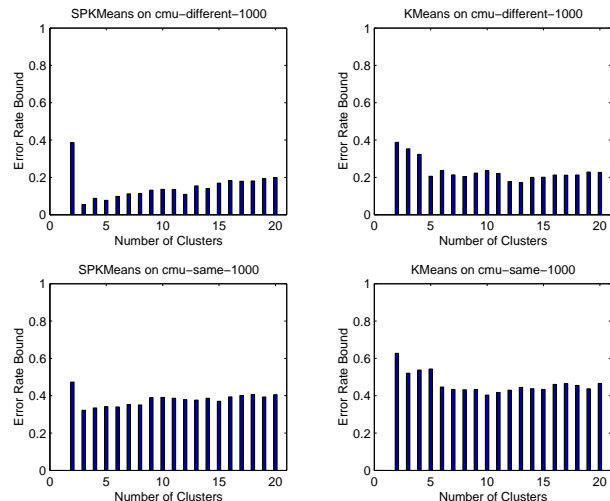 SPKMeans on cmu−different−1000
1
0.8
0.6
0.4
0.2
0
Error Rate Bound
0 5 10 15 20
Number of Clusters
KMeans on cmu−different−1000
1
0.8
0.6
0.4
0.2
0
Error Rate Bound
0 5 10 15 20
Number of Clusters
SPKMeans on cmu−same−1000
1
0.8
0.6
0.4
0.2
0
Error Rate Bound
0 5 10 15 20
Number of Clusters
KMeans on cmu−same−1000
1
0.8
0.6
0.4
0.2
0
Error Rate Bound
0 5 10 15 20
Number of Clusters